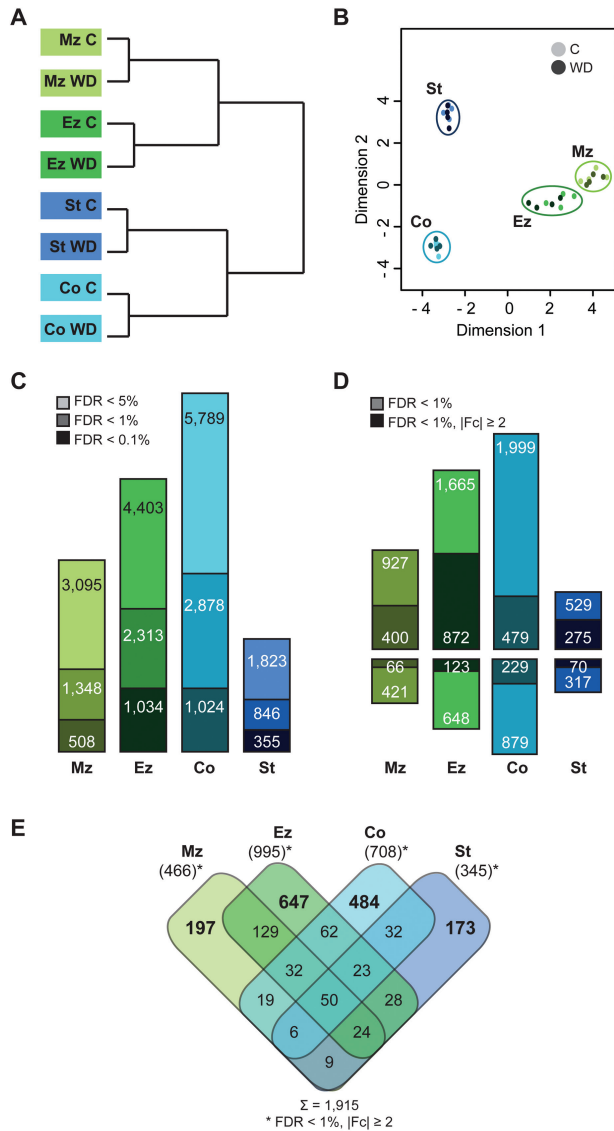 A
Mz C
Mz WD
Ez C
Ez WD
St C
St WD
Co C
Co WD
B
C
WD
St
Mz
Ez
Co
4
2
0
- 2
- 4
Dimension 2
- 4
- 2
0
2
4
Dimension 1
C
FDR < 5%
FDR < 1%
FDR < 0.1%
3,095
1,348
508
4,403
2,313
1,034
5,789
2,878
1,024
1,823
846
355
Mz
Ez
Co
St
D
FDR < 1%
FDR < 1%, |Fc| ≥ 2
927
400
66
421
1,665
872
123
648
1,999
479
229
879
529
275
70
317
Mz
Ez
Co
St
E
Mz
(466)*
Ez
(995)*
Co
(708)*
St
(345)*
197
647
484
173
129
62
32
32
23
19
50
28
6
24
9
Σ = 1,915
* FDR < 1%, |Fc| ≥ 2